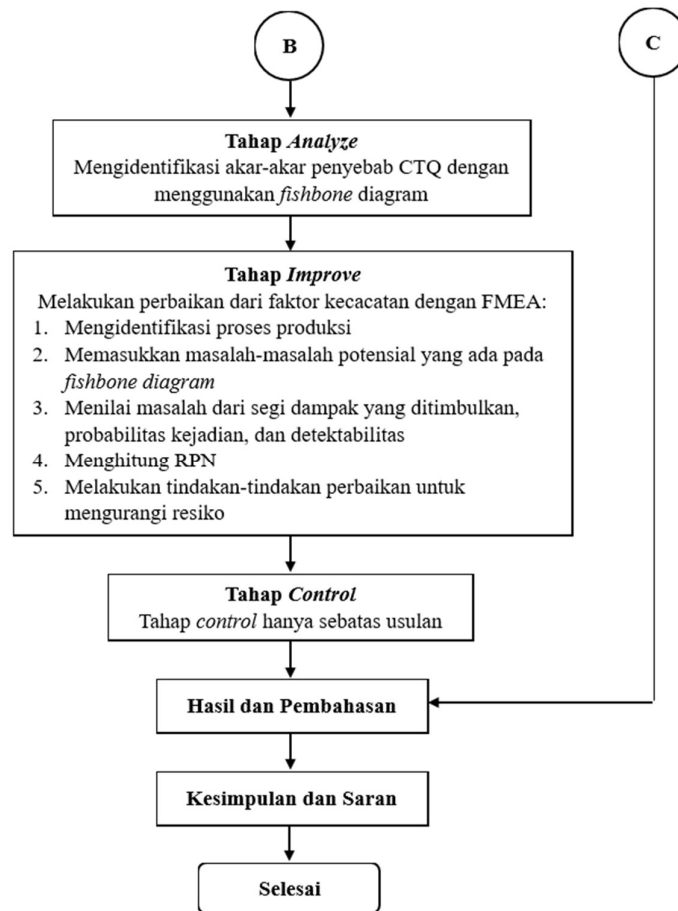 B
C
Tahap Analyze
Mengidentifikasi akar-akar penyebab CTQ dengan
menggunakan fishbone diagram
Tahap Improve
Melakukan perbaikan dari faktor kecacatan dengan FMEA:
1. Mengidentifikasi proses produksi
2. Memasukkan masalah-masalah potensial yang ada pada
fishbone diagram
3. Menilai masalah dari segi dampak yang ditimbulkan,
probabilitas kejadian, dan detektabilitas
4. Menghitung RPN
5. Melakukan tindakan-tindakan perbaikan untuk
mengurangi resiko
Tahap Control
Tahap control hanya sebatas usulan
Hasil dan Pembahasan
Kesimpulan dan Saran
Selesai